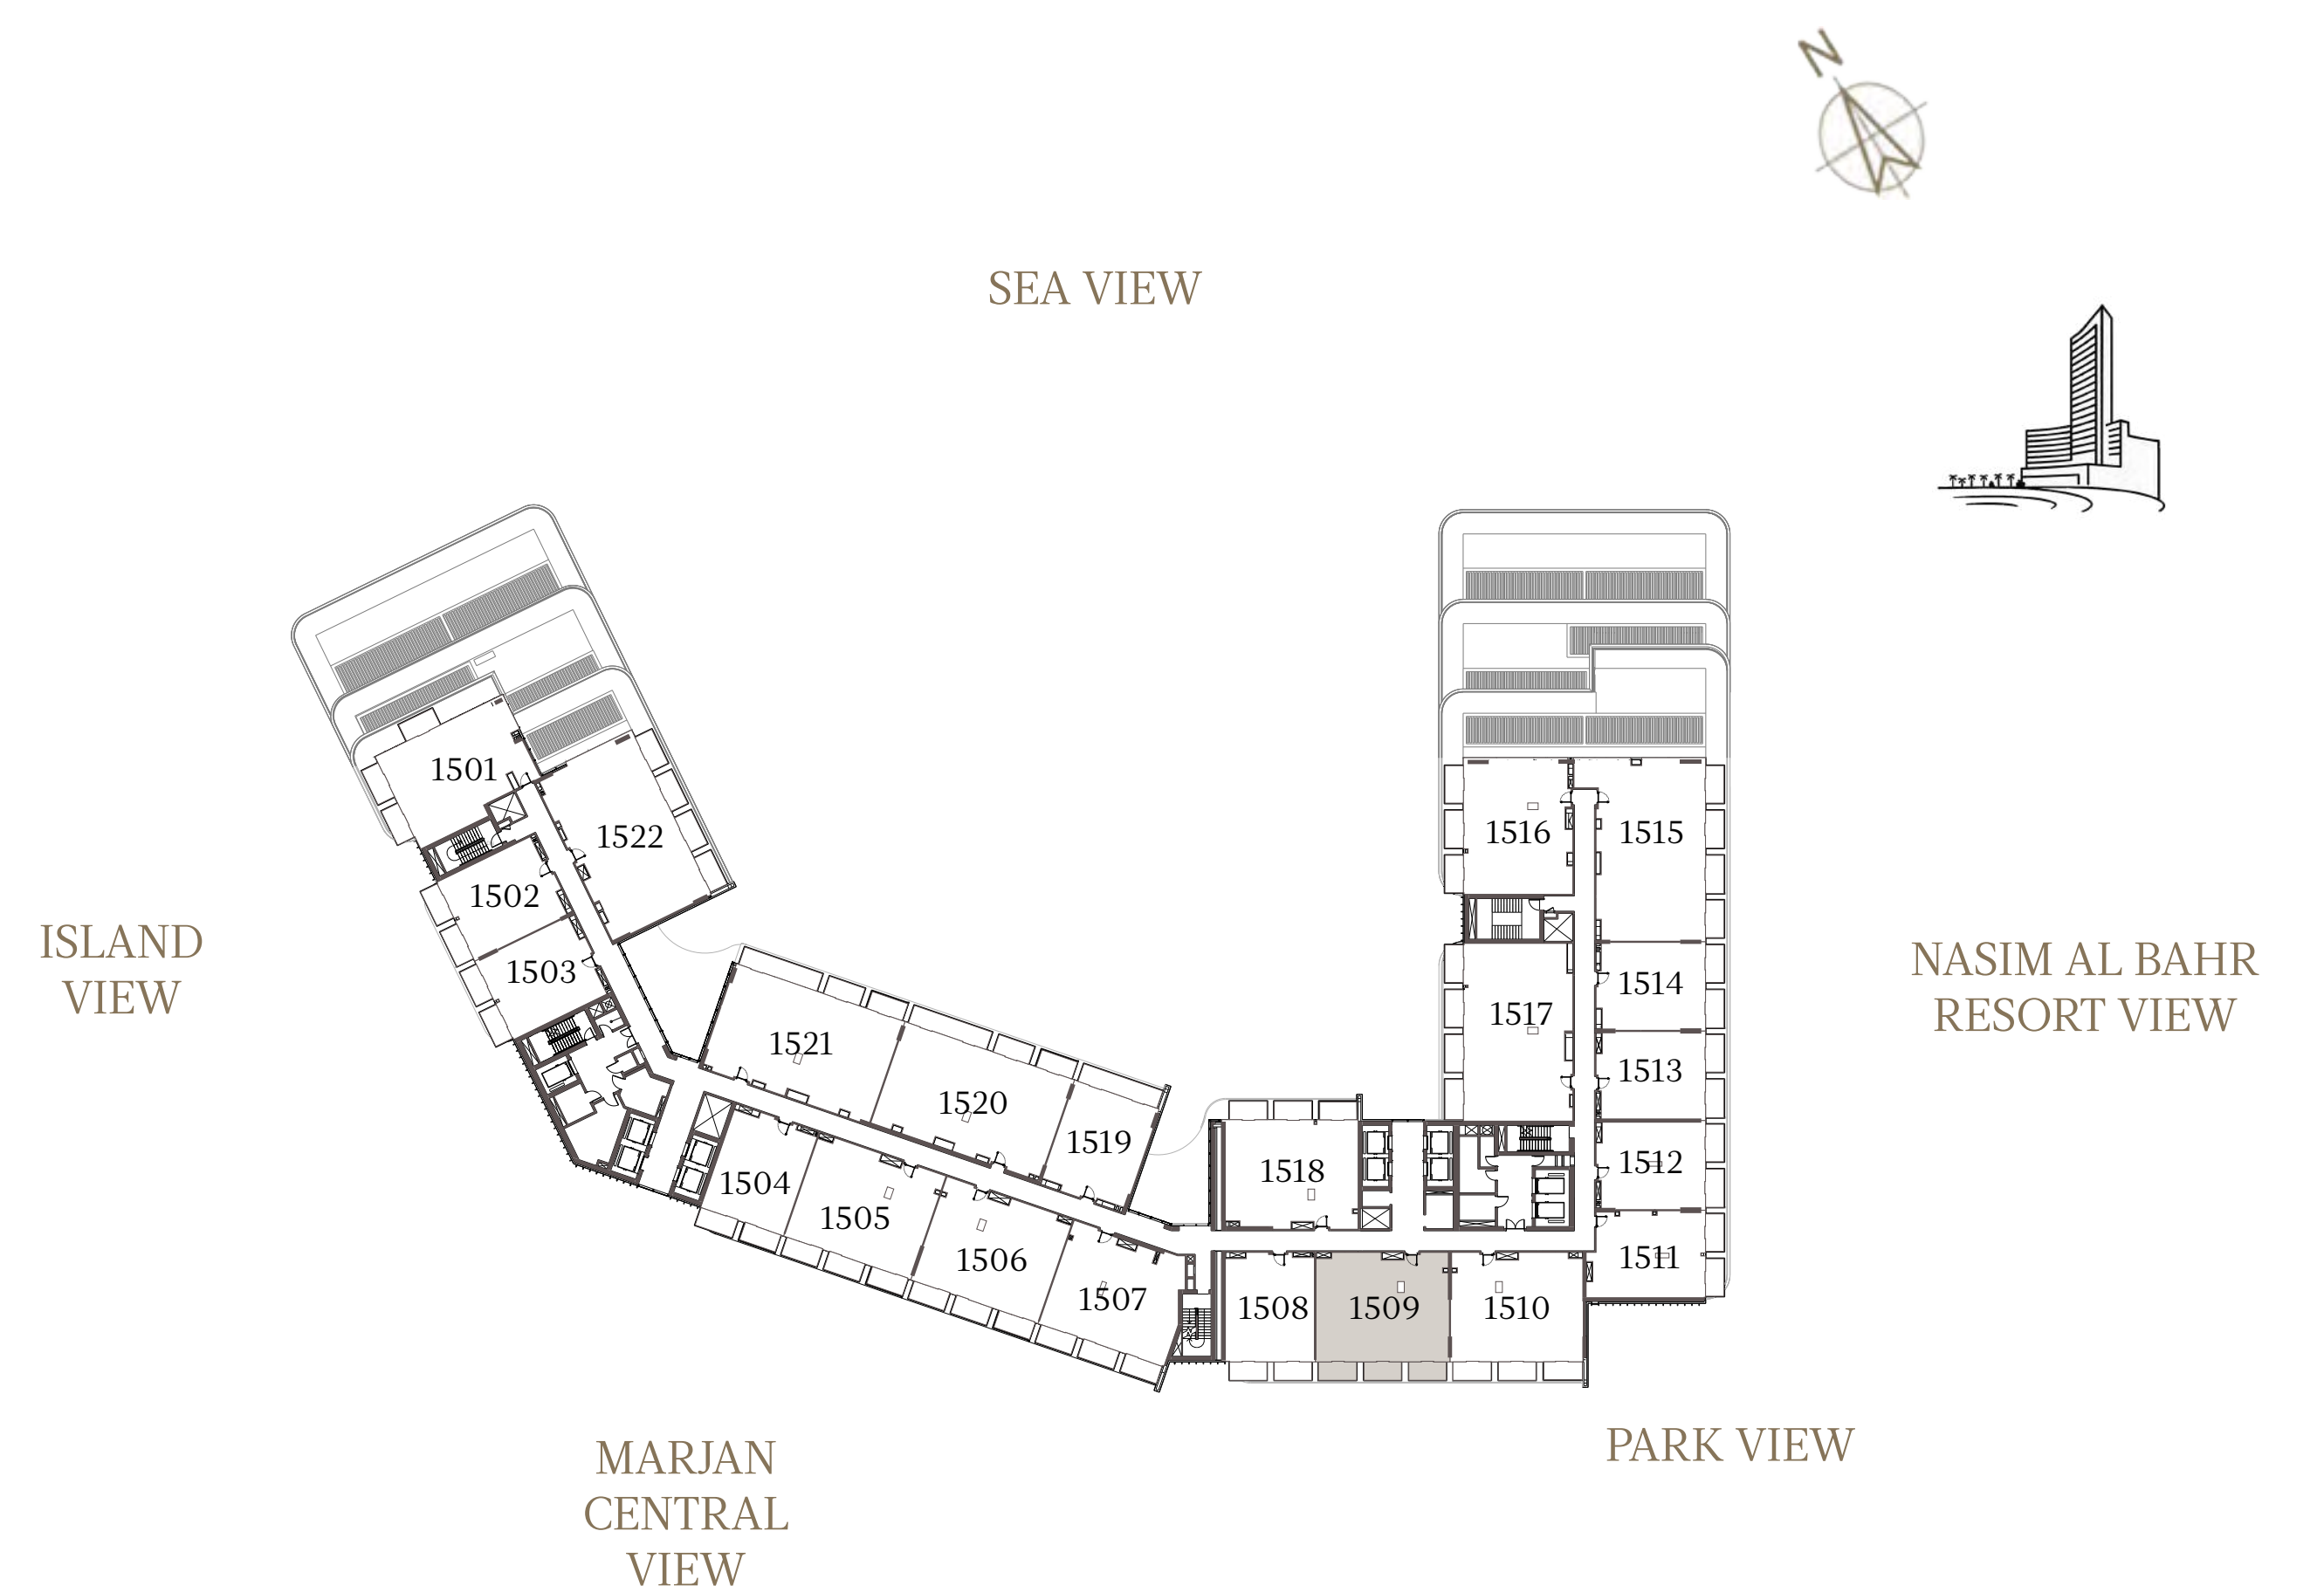 N
SEA VIEW
1501
1522
1516
1515
1502
ISLAND
VIEW
1503
NASIM AL BAHR
RESORT VIEW
1514
1517
1521
1513
1520
1519
1512
1518
1504
1505
1506
1511
1507
1508
1509
1510
PARK VIEW
MARJAN
CENTRAL
VIEW